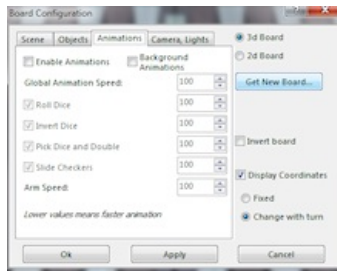 Board Configuration
Scene Objects Animations Camera, Lights
3d Board
2d Board
Enable Animations
Background
Animations
Global Animation Speed: 100
Get New Board...
Roll Dice 100
Invert Dice 100
Pick Dice and Double 100
Invert board
Slide Checkers 100
Display Coordinates
Arm Speed: 100
Fixed
Lower values means faster animation
Change with turn
Ok Apply Cancel